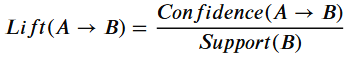 Lift(A → B) = Confidence(A → B) / Support(B)